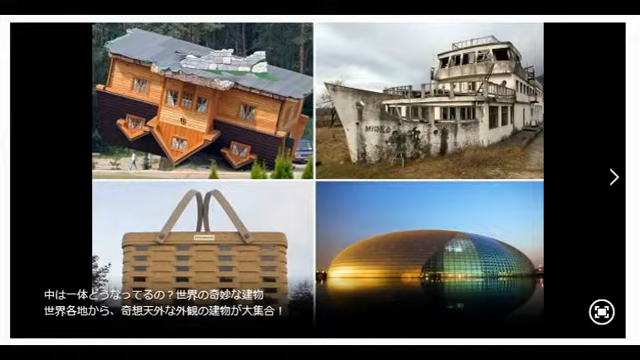 中は一体どうなってるの？世界の奇妙な建物
世界各地から、奇想天外な外観の建物が大集合！